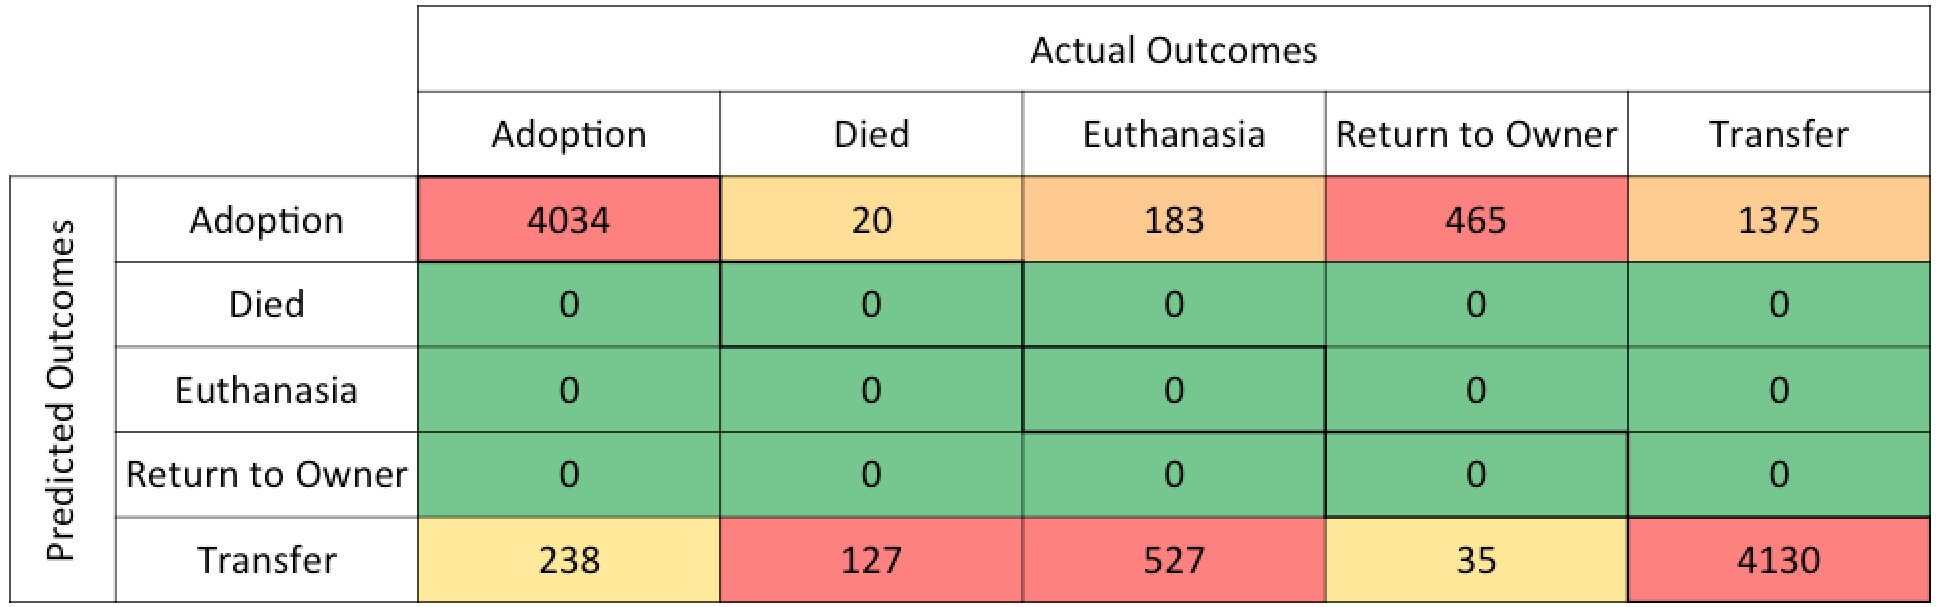 Actual Outcomes
Adoption Died Euthanasia Return to Owner Transfer
Predicted Outcomes
Adoption 4034 20 183 465 1375
Died 0 0 0 0 0
Euthanasia 0 0 0 0 0
Return to Owner 0 0 0 0 0
Transfer 238 127 527 35 4130